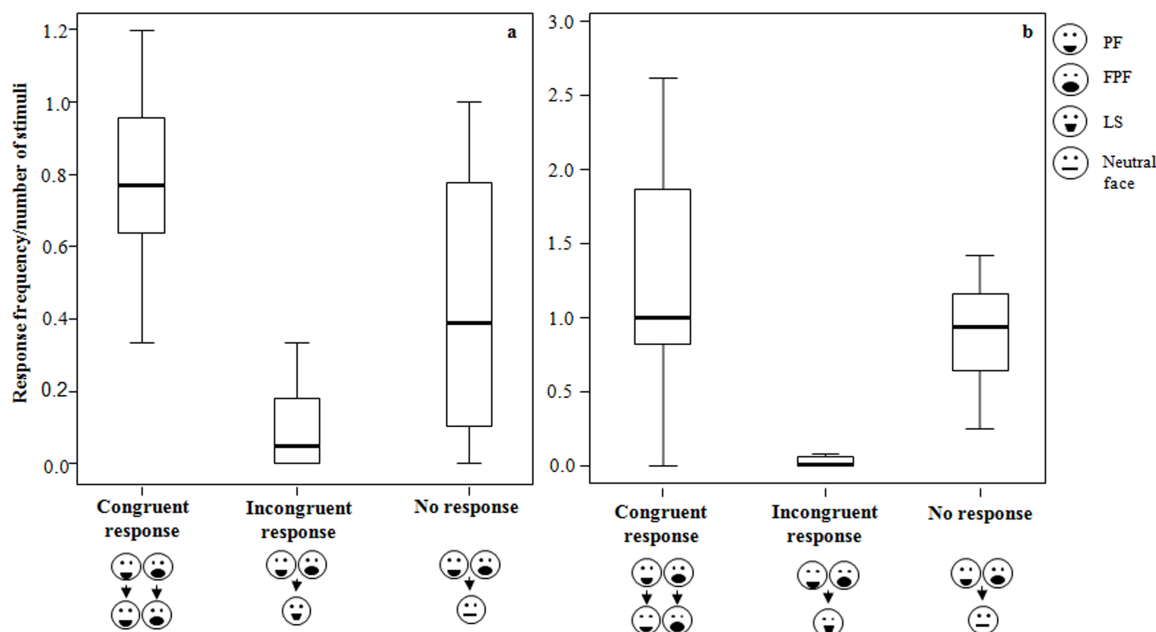 Response frequency/number of stimuli
1.2
1.0
0.8
0.6
0.4
0.2
0.0
a
Congruent
response
Incongruent
response
No response
3.0
2.5
2.0
1.5
1.0
0.5
0.0
b
Congruent
response
Incongruent
response
No response
PF
FPF
LS
Neutral
face